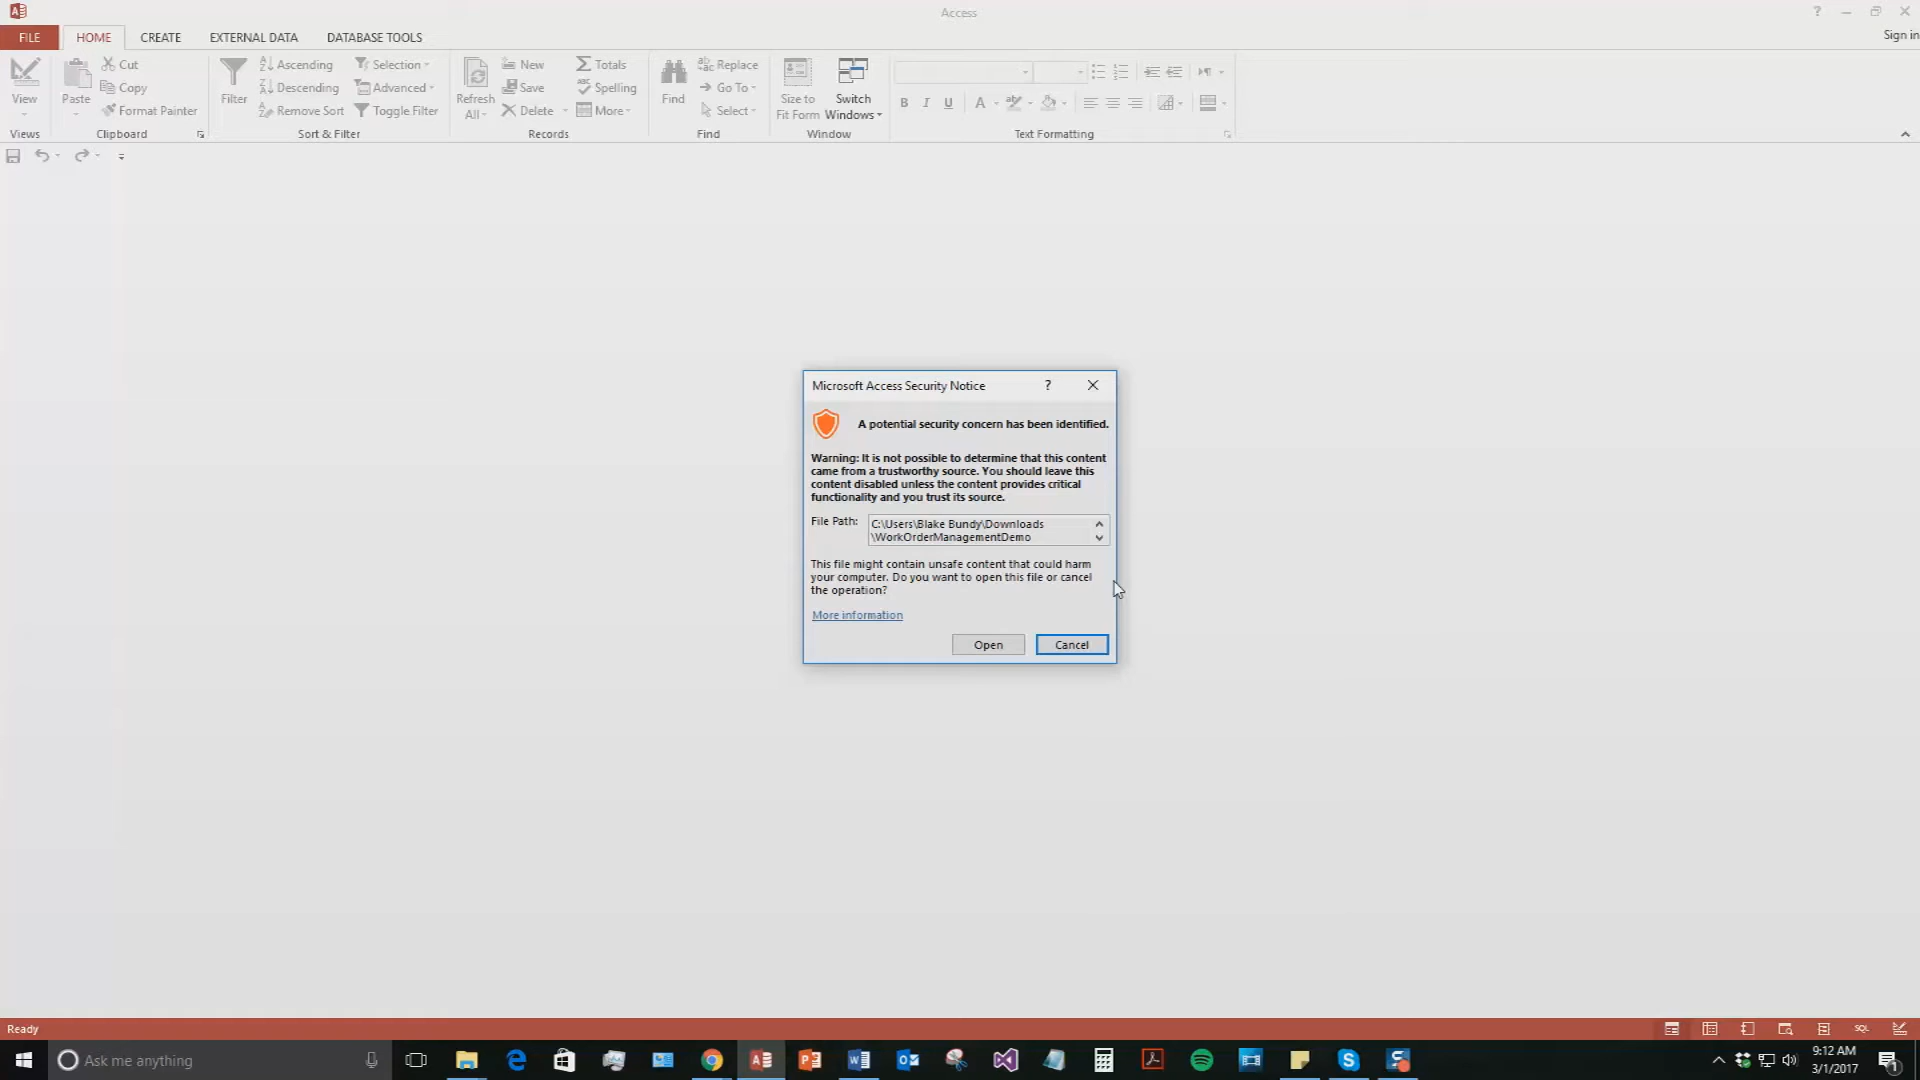 Access
Sign in
FILE
HOME
CREATE
EXTERNAL DATA
DATABASE TOOLS
View
Views
Paste
Cut
Copy
Format Painter
Clipboard
Filter
Ascending
Descending
Remove Sort
Selection
Advanced
Toggle Filter
Sort & Filter
Refresh
All
New
Save
Delete
Totals
Spelling
More
Records
Find
Replace
Go To
Select
Find
Size to
Fit Form
Switch
Windows
Window
B I U
A
Text Formatting
Microsoft Access Security Notice
A potential security concern has been identified.
Warning: It is not possible to determine that this content
came from a trustworthy source. You should leave this
content disabled unless the content provides critical
functionality and you trust its source.
File Path:
C:\Users\Blake Bundy\Downloads
\WorkOrderManagementDemo
This file might contain unsafe content that could harm
your computer. Do you want to open this file or cancel
the operation?
More information
Open
Cancel
Ready
SQL
Ask me anything
9:12 AM
3/1/2017